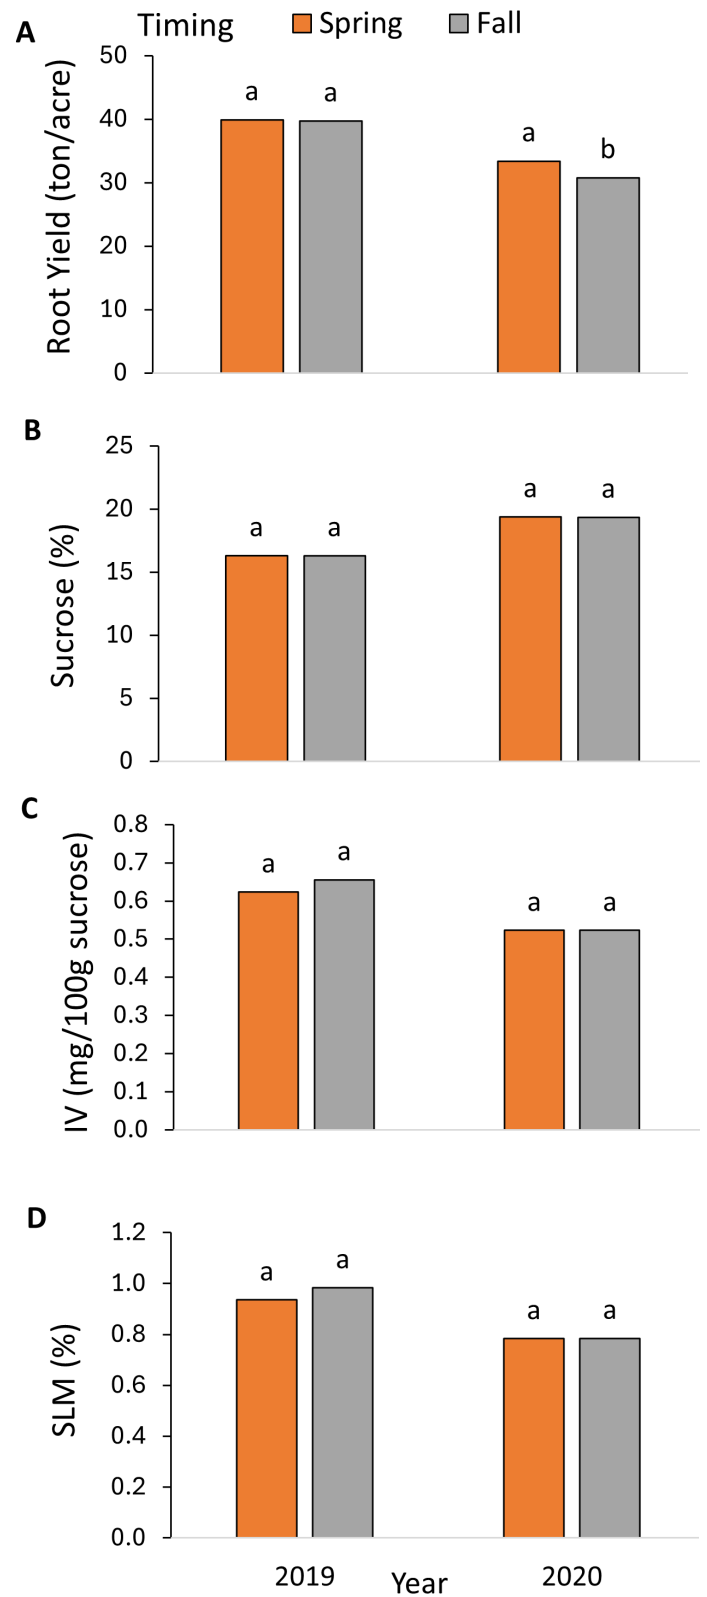 A
Timing Spring Fall
Root Yield (ton/acre)
50
40
30
20
10
0
a a a b
B
Sucrose (%)
25
20
15
10
5
0
a a a a
C
IV (mg/100g sucrose)
0.8
0.7
0.6
0.5
0.4
0.3
0.2
0.1
0.0
a a a a
D
SLM (%)
1.2
1.0
0.8
0.6
0.4
0.2
0.0
a a a a
2019 Year 2020